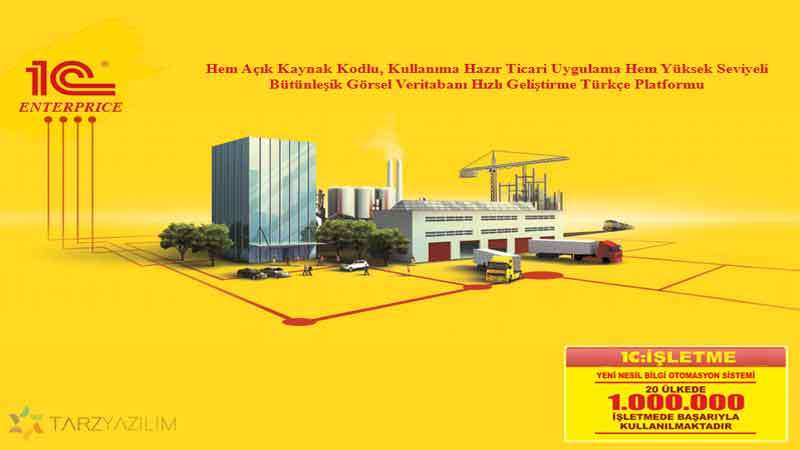 1C®
ENTERPRICE
Hem Açık Kaynak Kodlu, Kullanıma Hazır Ticari Uygulama Hem Yüksek Seviyeli
Bütünleşik Görsel Veritabanı Hızlı Geliştirme Türkçe Platformu
1C:İŞLETME
YENİ NESİL BİLGİ OTOMASYON SİSTEMİ
20 ÜLKEDE
1.000.000
İŞLETMEDE BAŞARIYLA
KULLANILMAKTADIR
TARZYAZILIM